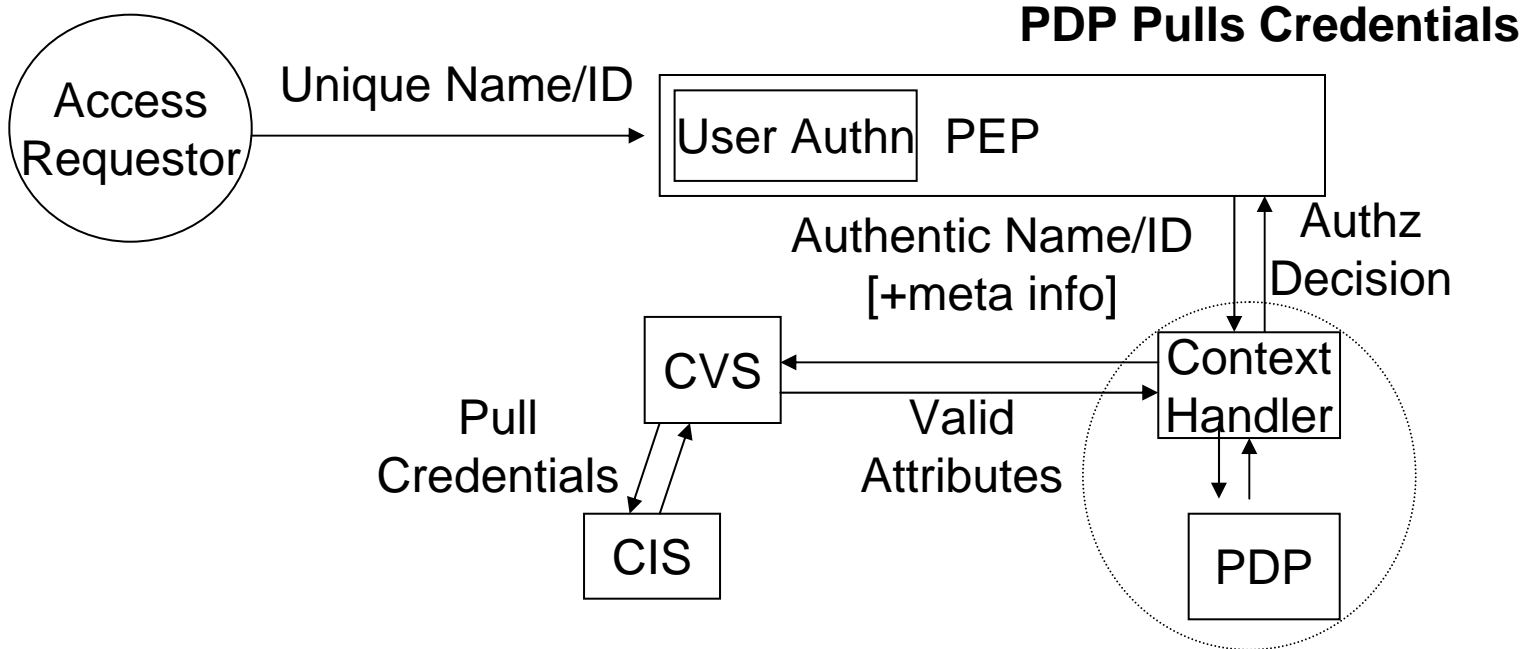 PDP Pulls Credentials
Access
Requestor
Unique Name/ID
User Authn
PEP
Authentic Name/ID
[+meta info]
Authz
Decision
CVS
Context
Handler
Pull
Credentials
Valid
Attributes
CIS
PDP